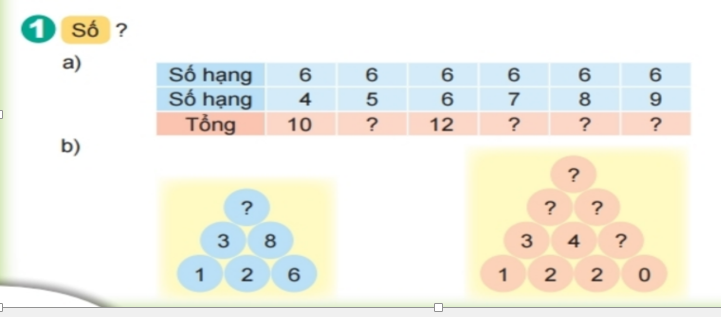 1 Số ?
a)
Số hạng 6 6 6 6 6 6
Số hạng 4 5 6 7 8 9
Tổng 10 ? 12 ? ? ?
b)
?
3 8
1 2 6
?
? ?
3 4 ?
1 2 2 0